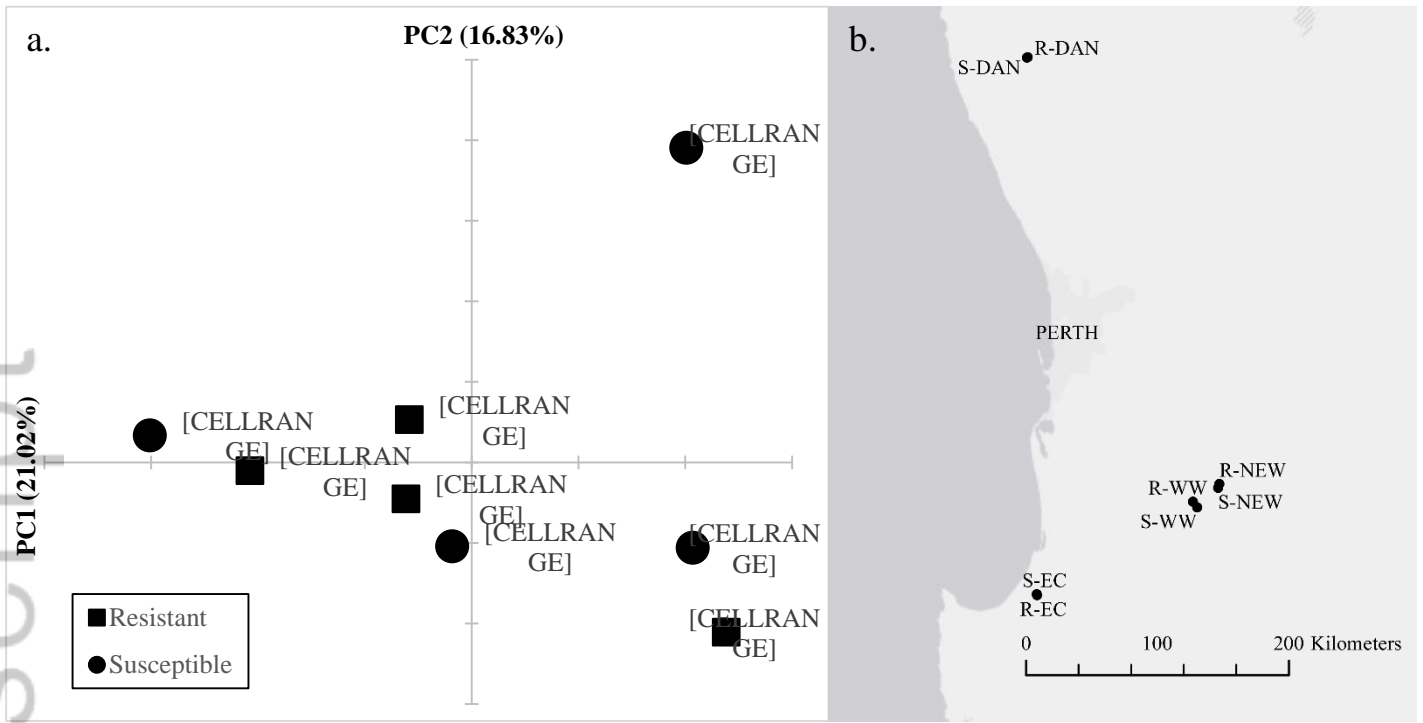 a.
PC2 (16.83%)
[CELLRAN
GE]
[CELLRAN
GE]
[CELLRAN
GE]
[CELLRAN
GE]
[CELLRAN
GE]
[CELLRAN
GE]
[CELLRAN
GE]
[CELLRAN
GE]
PC1 (21.02%)
Resistant
Susceptible
b.
R-DAN
S-DAN
PERTH
R-NEW
R-WW
S-NEW
S-WW
S-EC
R-EC
0 100 200 Kilometers